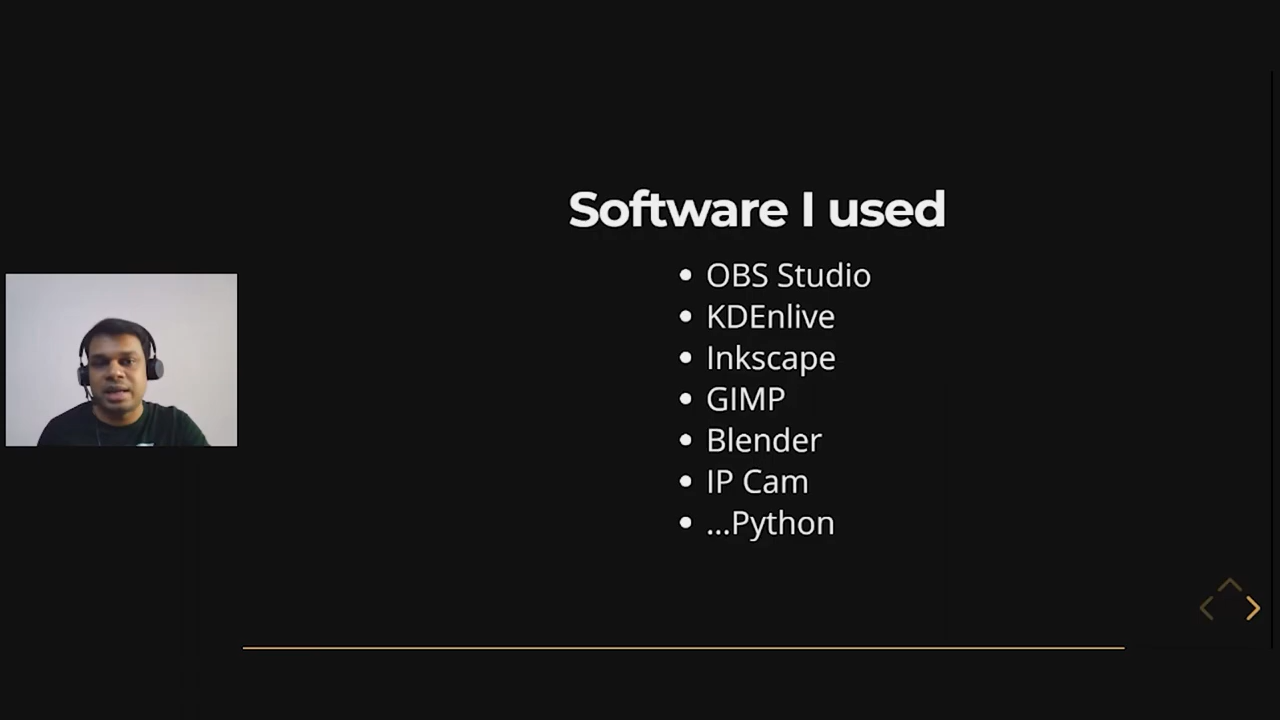 Software I used
• OBS Studio
• KDEnlive
• Inkscape
• GIMP
• Blender
• IP Cam
• ...Python